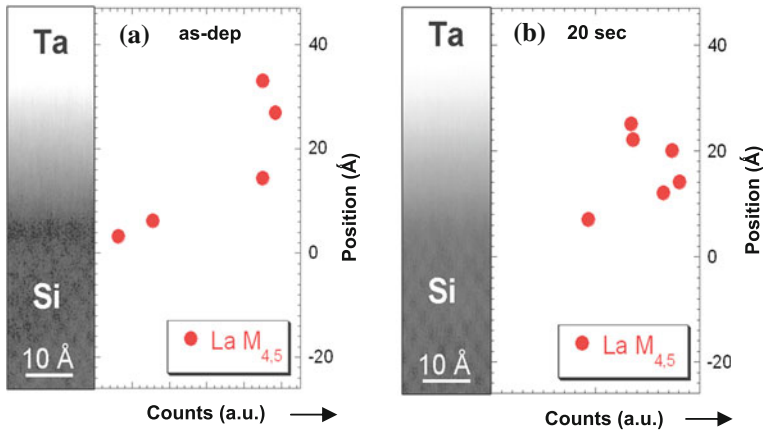 Ta
(a) as-dep
40
20
0
-20
Position (Å)
Si
10 Å
La M4,5
Counts (a.u.)
Ta
(b) 20 sec
40
20
0
-20
Position (Å)
Si
10 Å
La M4,5
Counts (a.u.)